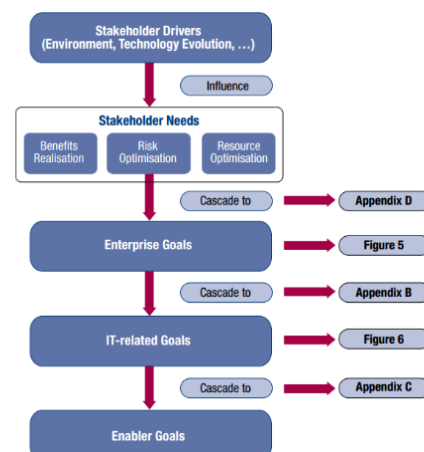 Stakeholder Drivers
(Environment, Technology Evolution, …)
Influence
Stakeholder Needs
Benefits
Realisation
Risk
Optimisation
Resource
Optimisation
Cascade to
Appendix D
Enterprise Goals
Figure 5
Cascade to
Appendix B
IT-related Goals
Figure 6
Cascade to
Appendix C
Enabler Goals